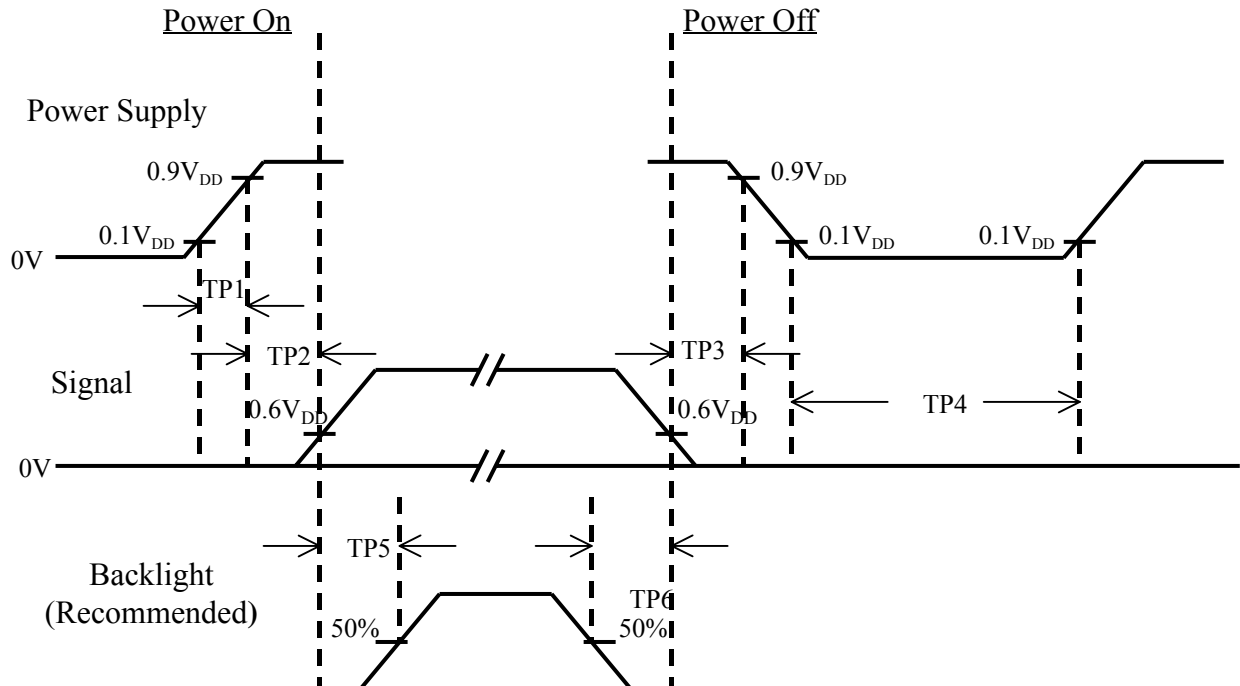 Power On
Power Off
Power Supply
0.9V_DD
0.9V_DD
0.1V_DD
0.1V_DD
0.1V_DD
0V
TP1
TP2
TP3
Signal
0.6V_DD
0.6V_DD
TP4
0V
TP5
Backlight
(Recommended)
TP6
50%
50%